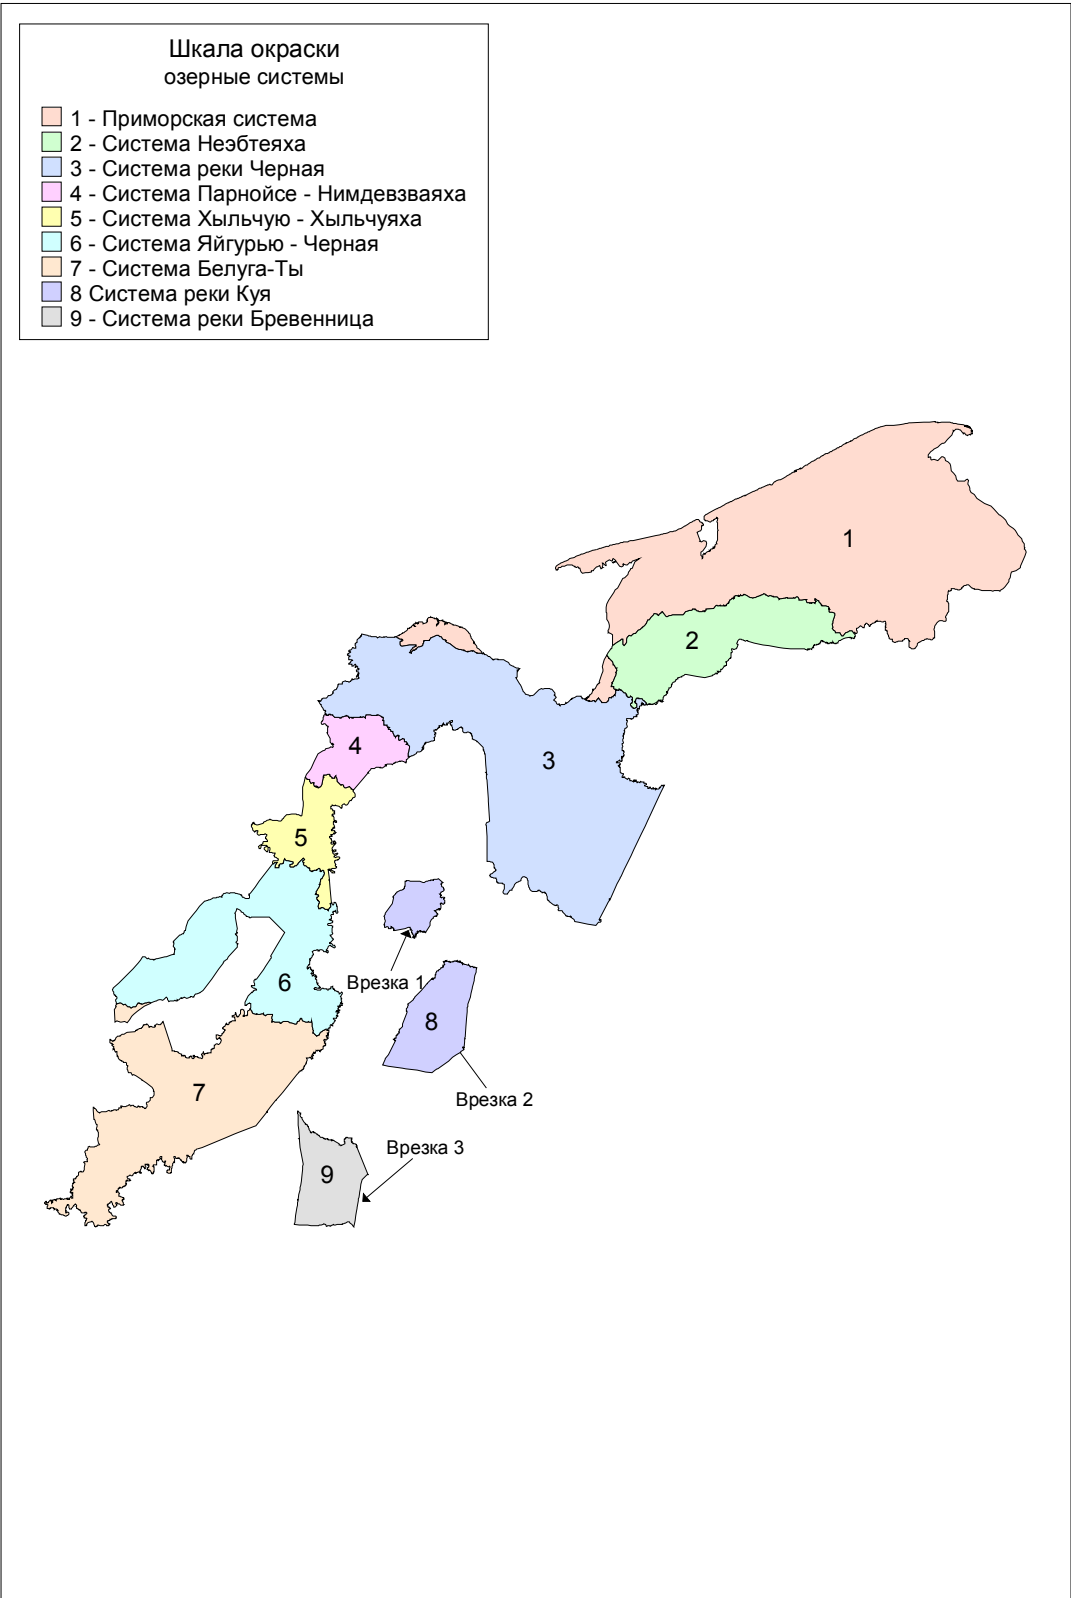 Шкала окраски
озерные системы
1 - Приморская система
2 - Система Неэбтеяха
3 - Система реки Черная
4 - Система Парнойсе - Нимдевзваяха
5 - Система Хыльчую - Хыльчуяха
6 - Система Яйгурью - Черная
7 - Система Белуга-Ты
8 Система реки Куя
9 - Система реки Бревенница
1
2
3
4
5
Врезка 1
6
8
7
Врезка 2
Врезка 3
9